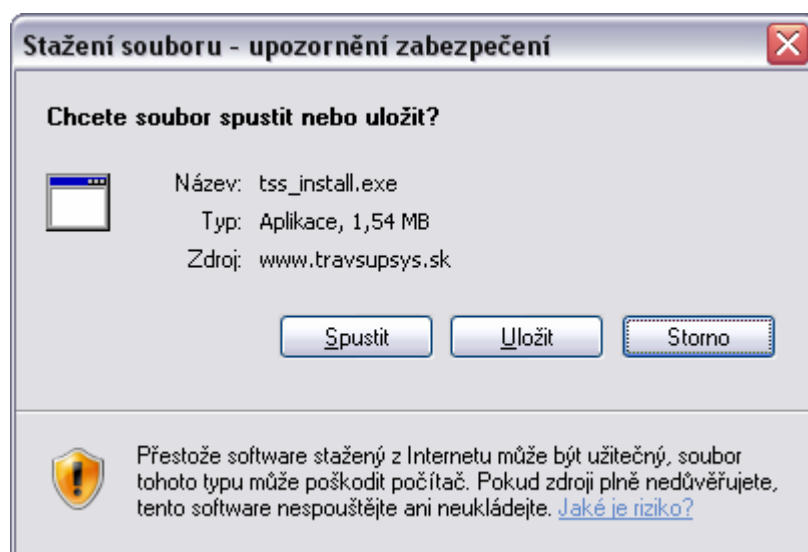 Stažení souboru - upozornění zabezpečení
Chcete soubor spustit nebo uložit?
Název: tss_install.exe
Typ: Aplikace, 1,54 MB
Zdroj: www.travsupsys.sk
Spustit Uložit Storno
Přestože software stažený z Internetu může být užitečný, soubor
tohoto typu může poškodit počítač. Pokud zdroji plně nedůvěřujete,
tento software nespouštějte ani neukládejte. Jaké je riziko?